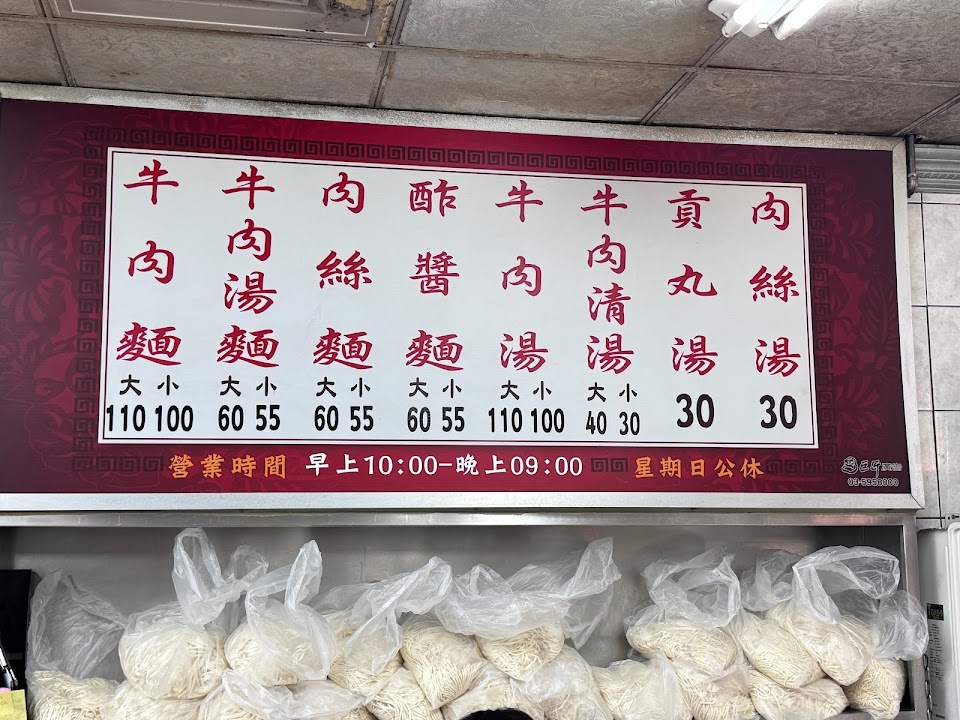 牛肉麵
大 小
110 100
牛肉湯麵
大 小
60 55
肉絲麵
大 小
60 55
酢醬麵
大 小
60 55
牛肉湯
大 小
110 100
牛肉清湯
大 小
40 30
貢丸湯
30
肉絲湯
30
營業時間 早上10:00-晚上09:00 星期日公休
03-5950000